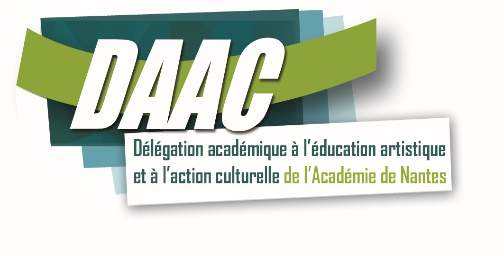 DAAC
Délégation académique à l'éducation artistique
et à l'action culturelle de l'Académie de Nantes